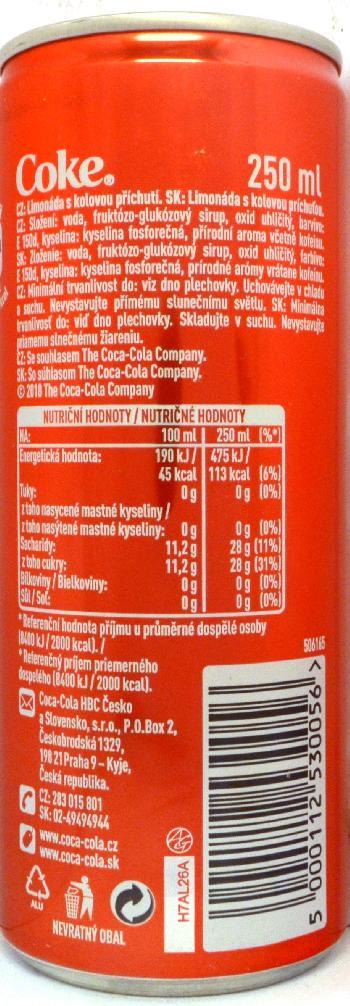 Coke® 250 ml
CZ: Limonáda s kolovou příchutí. SK: Limonáda s kolovou príchuťou.
CZ: Složení: voda, fruktózo-glukózový sirup, oxid uhličitý, barvivo:
E 150d, kyselina: kyselina fosforečná, přírodní aroma včetně kofeinu.
SK: Zloženie: voda, fruktózo-glukózový sirup, oxid uhličitý, farbivo:
E 150d, kyselina: kyselina fosforečná, prírodné arómy vrátane kofeínu.
CZ: Minimální trvanlivost do: viz dno plechovky. Uchovávejte v chladu
a suchu. Nevystavujte přímému slunečnímu světlu. SK: Minimálna
trvanlivosť do: viď dno plechovky. Skladujte v suchu. Nevystavujte
priamemu slnečnému žiareniu.
CZ: Se souhlasem The Coca-Cola Company.
SK: So súhlasom The Coca-Cola Company.
© 2010 The Coca-Cola Company
NUTRIČNÍ HODNOTY / NUTRIČNÉ HODNOTY
NA: 100 ml 250 ml (%*)
Energetická hodnota: 190 kJ / 475 kJ /
45 kcal 113 kcal (6%)
Tuky: 0 g 0 g (0%)
z toho nasycené mastné kyseliny /
z toho nasýtené mastné kyseliny: 0 g 0 g (0%)
Sacharidy: 11,2 g 28 g (11%)
z toho cukry: 11,2 g 28 g (31%)
Bílkoviny / Bielkoviny: 0 g 0 g (0%)
Sůl / Soľ: 0 g 0 g (0%)
* Referenční hodnota příjmu u průměrné dospělé osoby
(8400 kJ / 2000 kcal). /
* Referenčný príjem priemerného
dospelého (8400 kJ / 2000 kcal).
506165
Coca-Cola HBC Česko
a Slovensko, s.r.o., P.O.Box 2,
Českobrodská 1329,
198 21 Praha 9 – Kyje,
Česká republika.
CZ: 283 015 801
SK: 02-49494944
www.coca-cola.cz
www.coca-cola.sk
ALU
NEVRATNÝ OBAL
H7AL26A
5 000112 530056 >